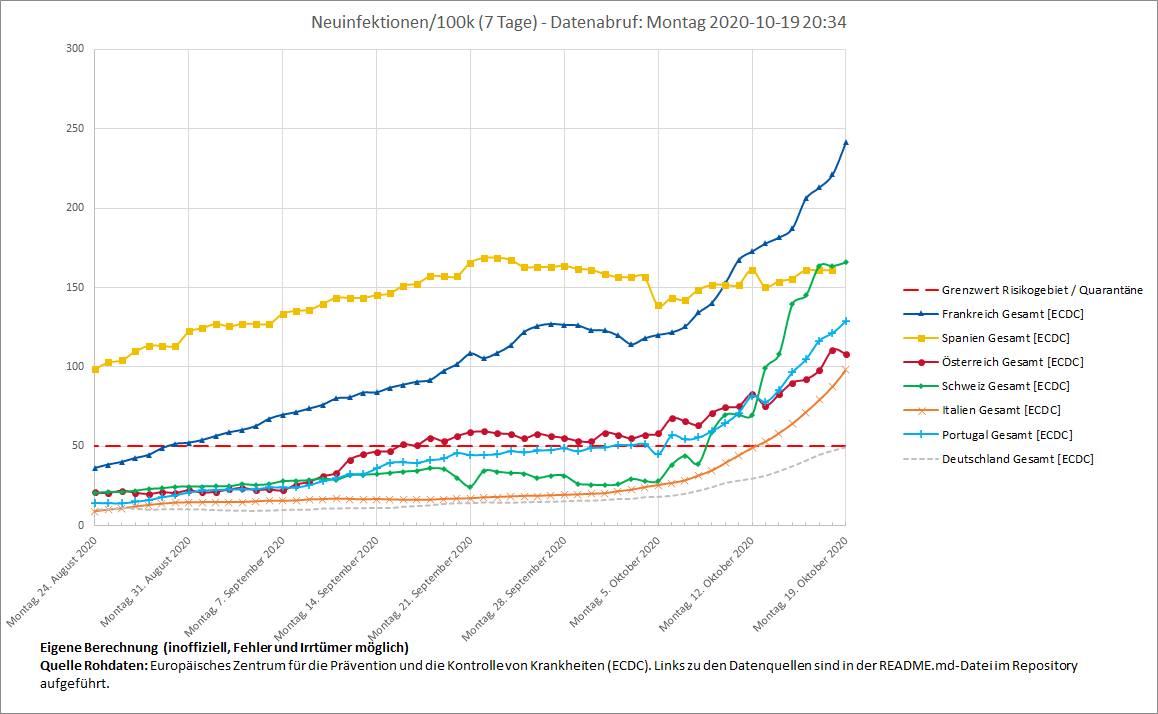 Neuinfektionen/100k (7 Tage) - Datenabruf: Montag 2020-10-19 20:34
300
250
200
150
100
50
0
Montag, 24. August 2020
Montag, 31. August 2020
Montag, 7. September 2020
Montag, 14. September 2020
Montag, 21. September 2020
Montag, 28. September 2020
Montag, 5. Oktober 2020
Montag, 12. Oktober 2020
Montag, 19. Oktober 2020
Grenzwert Risikogebiet / Quarantäne
Frankreich Gesamt [ECDC]
Spanien Gesamt [ECDC]
Österreich Gesamt [ECDC]
Schweiz Gesamt [ECDC]
Italien Gesamt [ECDC]
Portugal Gesamt [ECDC]
Deutschland Gesamt [ECDC]
Eigene Berechnung (inoffiziell, Fehler und Irrtümer möglich)
Quelle Rohdaten: Europäisches Zentrum für die Prävention und die Kontrolle von Krankheiten (ECDC). Links zu den Datenquellen sind in der README.md-Datei im Repository
aufgeführt.